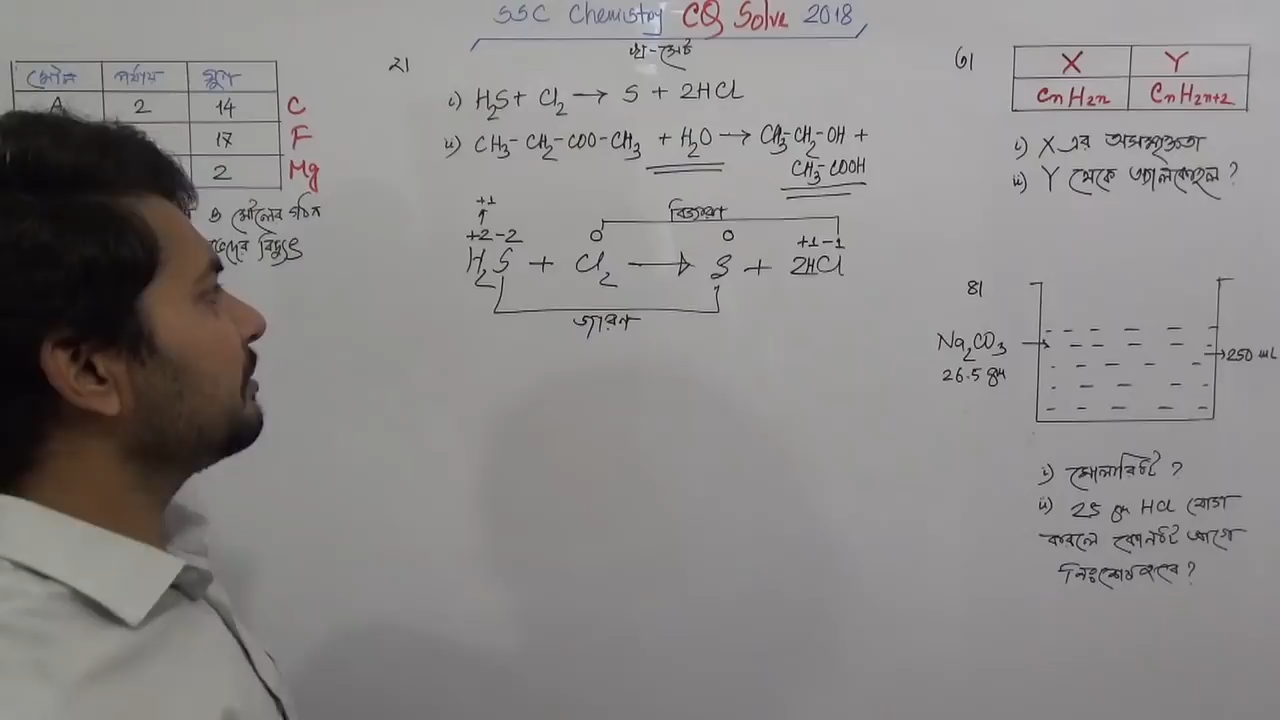 SSC Chemistry CQ Solve 2018
খ-সেট
মৌল পর্যায় গ্রুপ
A 2 14 C
17 F
2 Mg
ও মৌলের গঠিত
ভেদের বিদ্যুৎ
২।
i) H₂S + Cl₂ → S + 2HCl
ii) CH₃-CH₂-COO-CH₃ + H₂O → CH₃-CH₂-OH +
CH₃-COOH
+1
↑
বিজারণ
+2-2 0 0 +1-1
H₂S + Cl₂ → S + 2HCl
জারণ
৩।
X Y
CnH2n CnH2n+2
i) X এর অসম্পৃক্ততা
ii) Y থেকে অ্যালকোহল ?
৪।
Na₂CO₃
26.5 gm
250 mL
i) মোলারিটি ?
ii) 25 gm HCl যোগ
করলে কোনটি আগে
নিঃশেষ হবে ?